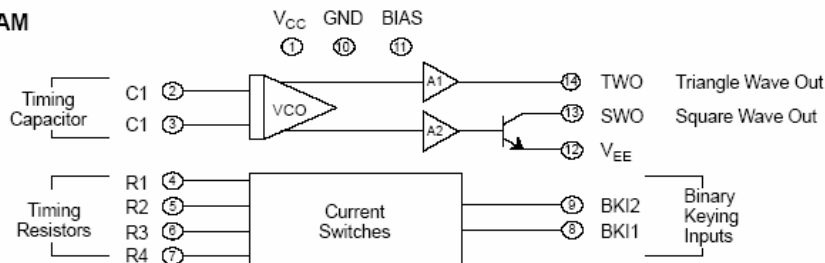 AM
VCC GND BIAS
1 10 11
Timing
Capacitor
C1 2
C1 3
VCO
A1
A2
14 TWO Triangle Wave Out
13 SWO Square Wave Out
12 VEE
Timing
Resistors
R1 4
R2 5
R3 6
R4 7
Current
Switches
9 BKI2
8 BKI1
Binary
Keying
Inputs